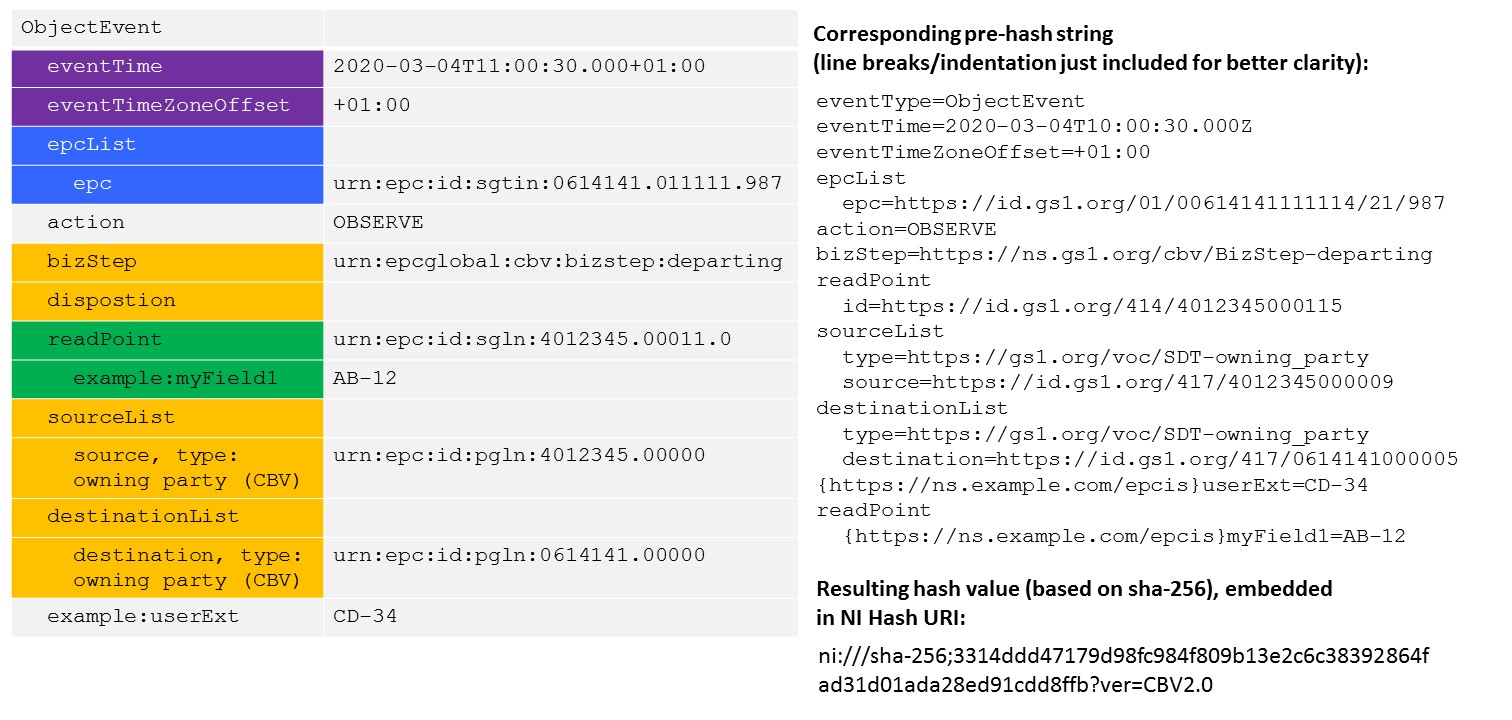 ObjectEvent
eventTime 2020-03-04T11:00:30.000+01:00
eventTimeZoneOffset +01:00
epcList
epc urn:epc:id:sgtin:0614141.011111.987
action OBSERVE
bizStep urn:epcglobal:cbv:bizstep:departing
dispostion
readPoint urn:epc:id:sgln:4012345.00011.0
example:myField1 AB-12
sourceList
source, type: urn:epc:id:pgln:4012345.00000
owning party (CBV)
destinationList
destination, type: urn:epc:id:pgln:0614141.00000
owning party (CBV)
example:userExt CD-34
Corresponding pre-hash string
(line breaks/indentation just included for better clarity):
eventType=ObjectEvent
eventTime=2020-03-04T10:00:30.000Z
eventTimeZoneOffset=+01:00
epcList
epc=https://id.gs1.org/01/00614141111114/21/987
action=OBSERVE
bizStep=https://ns.gs1.org/cbv/BizStep-departing
readPoint
id=https://id.gs1.org/414/4012345000115
sourceList
type=https://gs1.org/voc/SDT-owning_party
source=https://id.gs1.org/417/4012345000009
destinationList
type=https://gs1.org/voc/SDT-owning_party
destination=https://id.gs1.org/417/0614141000005
{https://ns.example.com/epcis}userExt=CD-34
readPoint
{https://ns.example.com/epcis}myField1=AB-12
Resulting hash value (based on sha-256), embedded
in NI Hash URI:
ni:///sha-256;3314ddd47179d98fc984f809b13e2c6c38392864f
ad31d01ada28ed91cdd8ffb?ver=CBV2.0